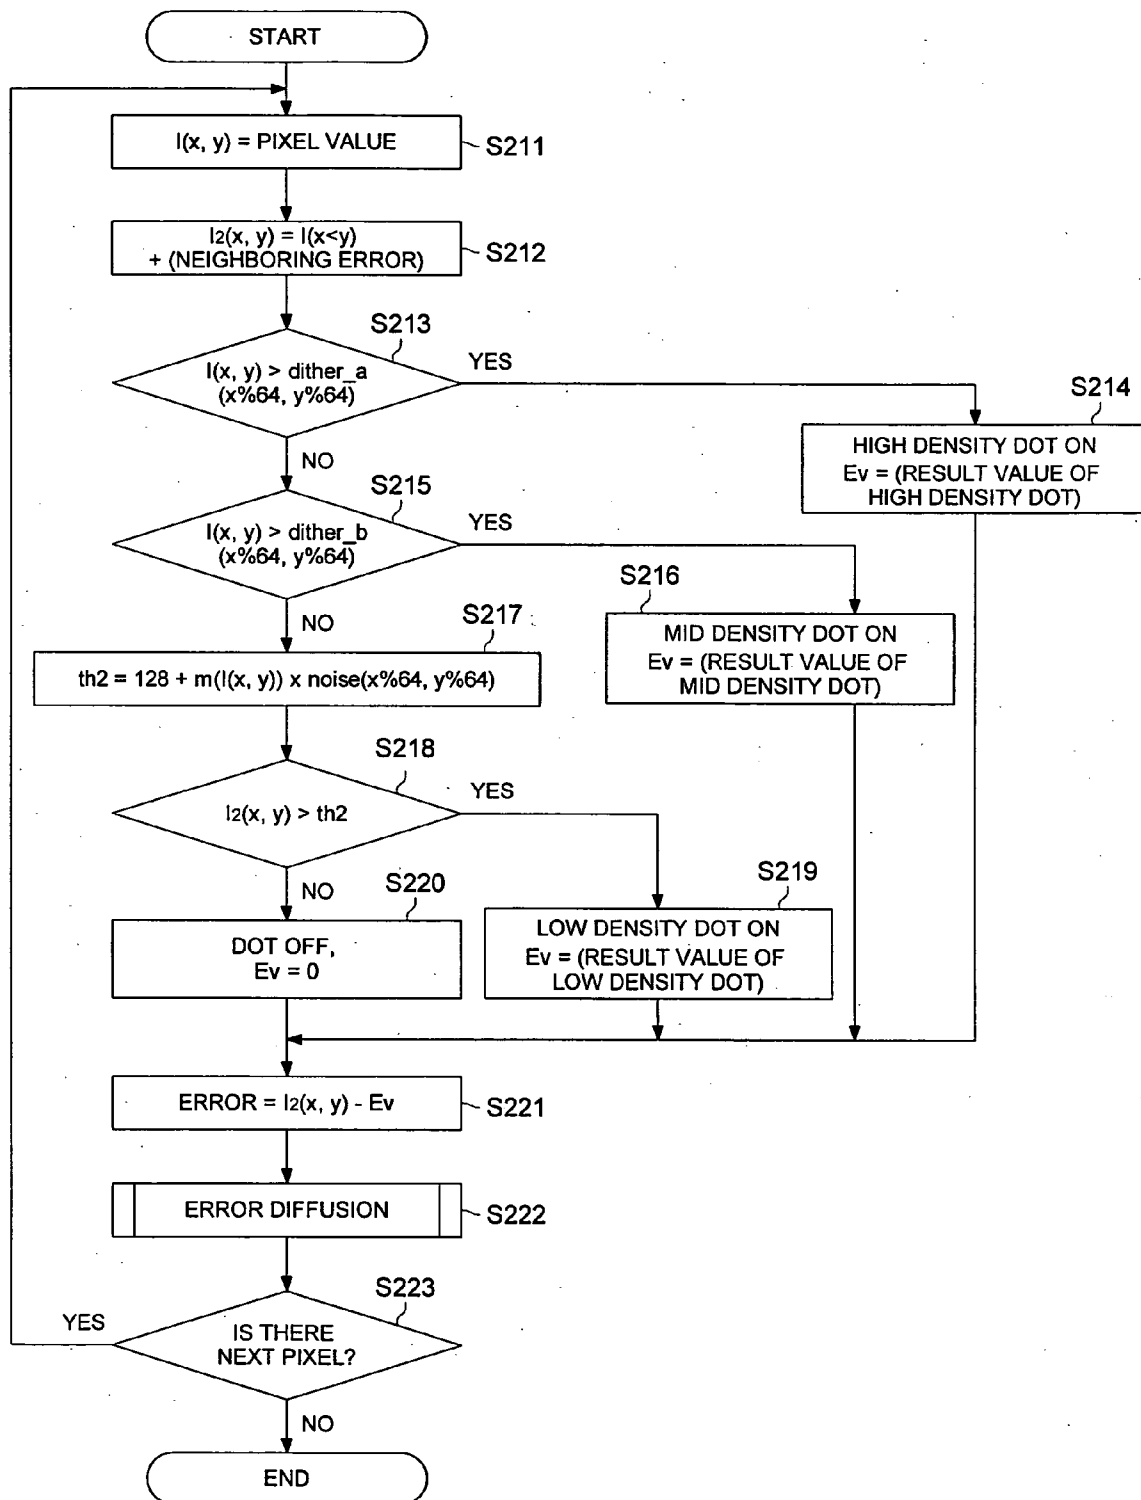 START
I(x, y) = PIXEL VALUE
S211
I2(x, y) = I(x<y)
+ (NEIGHBORING ERROR)
S212
S213
I(x, y) > dither_a
(x%64, y%64)
YES
NO
S214
HIGH DENSITY DOT ON
Ev = (RESULT VALUE OF
HIGH DENSITY DOT)
S215
I(x, y) > dither_b
(x%64, y%64)
YES
NO
S216
MID DENSITY DOT ON
Ev = (RESULT VALUE OF
MID DENSITY DOT)
S217
th2 = 128 + m(I(x, y)) x noise(x%64, y%64)
S218
I2(x, y) > th2
YES
NO
S219
LOW DENSITY DOT ON
Ev = (RESULT VALUE OF
LOW DENSITY DOT)
S220
DOT OFF,
Ev = 0
ERROR = I2(x, y) - Ev
S221
ERROR DIFFUSION
S222
S223
IS THERE
NEXT PIXEL?
YES
NO
END